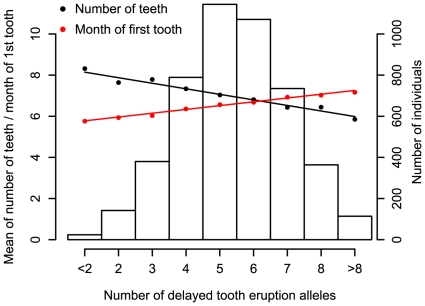 Number of teeth
Month of first tooth
Mean of number of teeth / month of 1st tooth
10
8
6
4
2
0
1000
800
600
400
200
0
Number of individuals
<2 2 3 4 5 6 7 8 >8
Number of delayed tooth eruption alleles